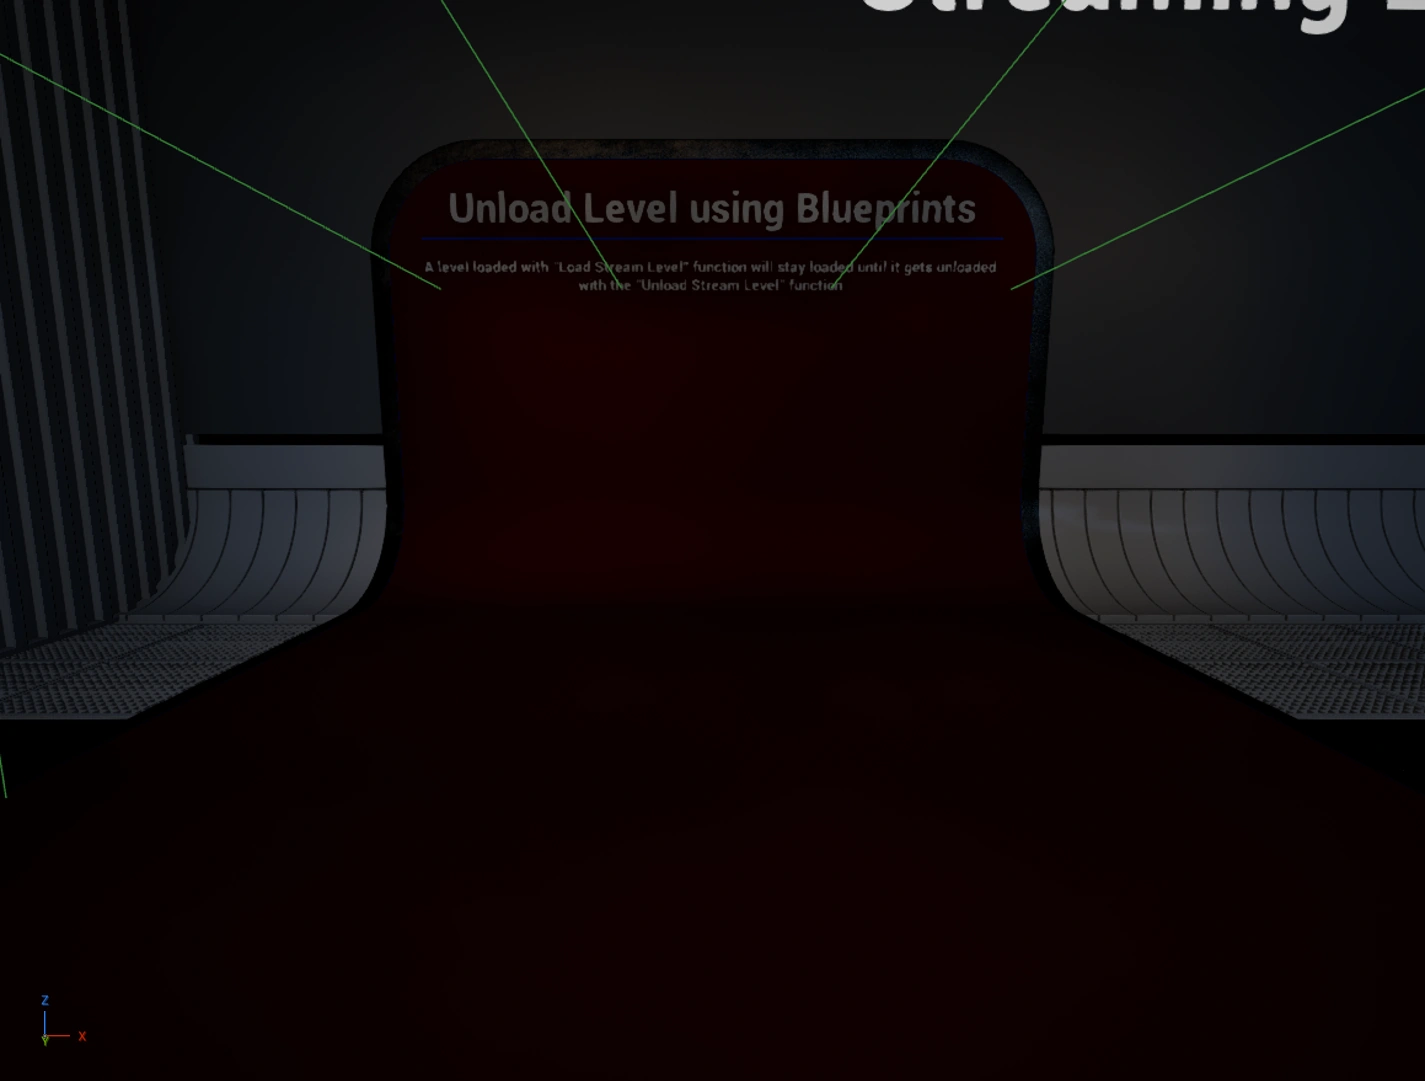 Streaming
Unload Level using Blueprints
A level loaded with "Load Stream Level" function will stay loaded until it gets unloaded
with the "Unload Stream Level" function
Z
X
Y